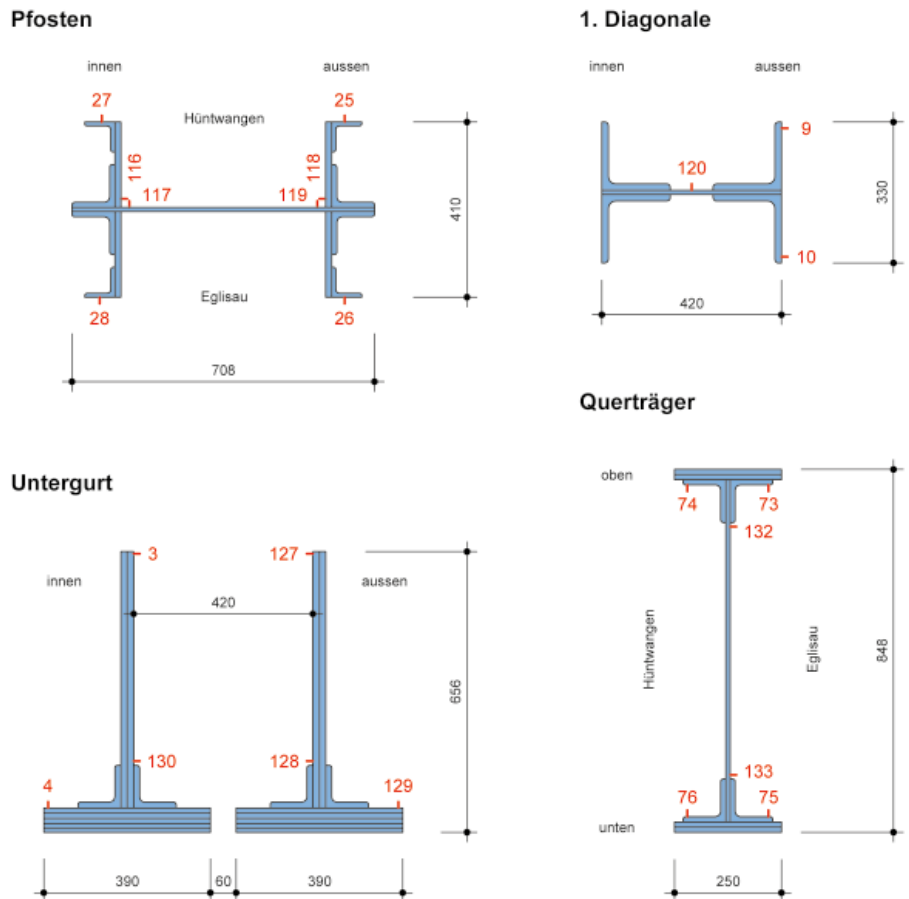 Pfosten
innen
aussen
27
25
Hüntwangen
116
118
117
119
410
Eglisau
28
26
708
1. Diagonale
innen
aussen
9
120
330
10
420
Untergurt
3
127
innen
aussen
420
656
130
128
4
129
390
60
390
Querträger
oben
74
73
132
Hüntwangen
Eglisau
848
133
76
75
unten
250